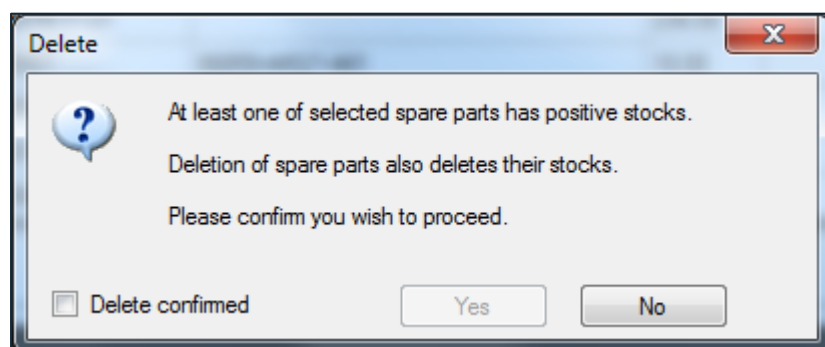 Delete
At least one of selected spare parts has positive stocks.
Deletion of spare parts also deletes their stocks.
Please confirm you wish to proceed.
Delete confirmed Yes No